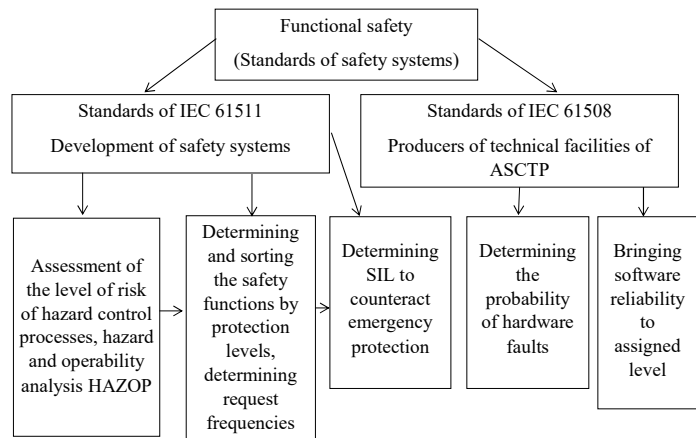 Functional safety
(Standards of safety systems)
Standards of IEC 61511
Development of safety systems
Standards of IEC 61508
Producers of technical facilities of
ASCTP
Assessment of
the level of risk
of hazard control
processes, hazard
and operability
analysis HAZOP
Determining
and sorting
the safety
functions by
protection
levels,
determining
request
frequencies
Determining
SIL to
counteract
emergency
protection
Determining
the
probability
of hardware
faults
Bringing
software
reliability
to
assigned
level